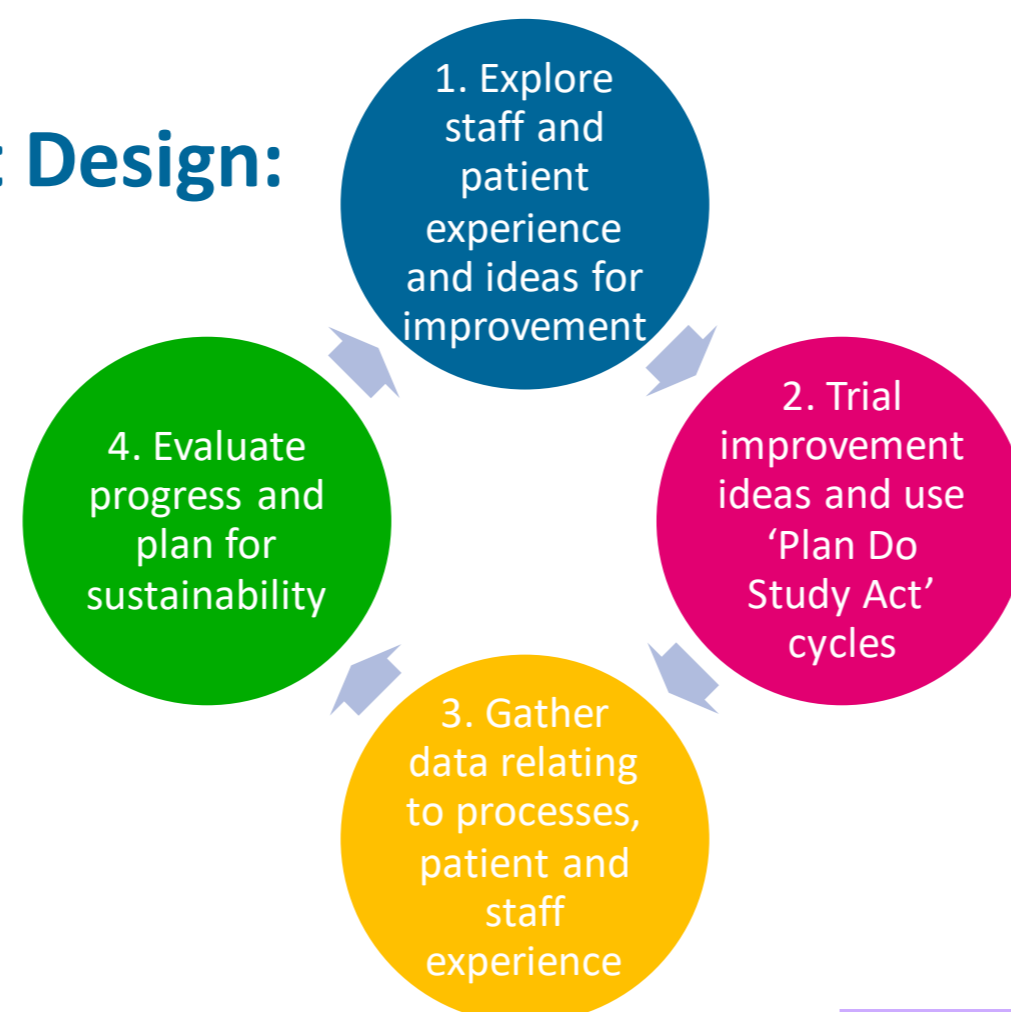 t Design:
1. Explore
staff and
patient
experience
and ideas for
improvement
2. Trial
improvement
ideas and use
‘Plan Do
Study Act’
cycles
3. Gather
data relating
to processes,
patient and
staff
experience
4. Evaluate
progress and
plan for
sustainability